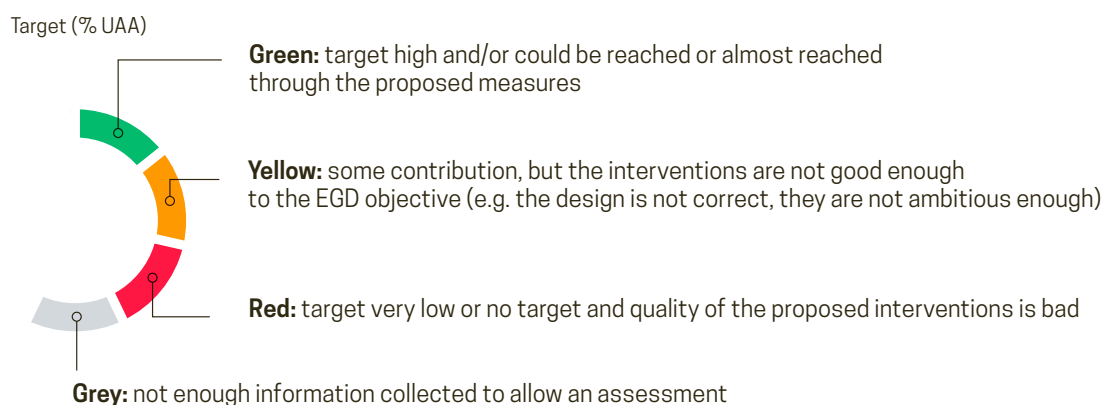 Target (% UAA)
Green: target high and/or could be reached or almost reached
through the proposed measures
Yellow: some contribution, but the interventions are not good enough
to the EGD objective (e.g. the design is not correct, they are not ambitious enough)
Red: target very low or no target and quality of the proposed interventions is bad
Grey: not enough information collected to allow an assessment